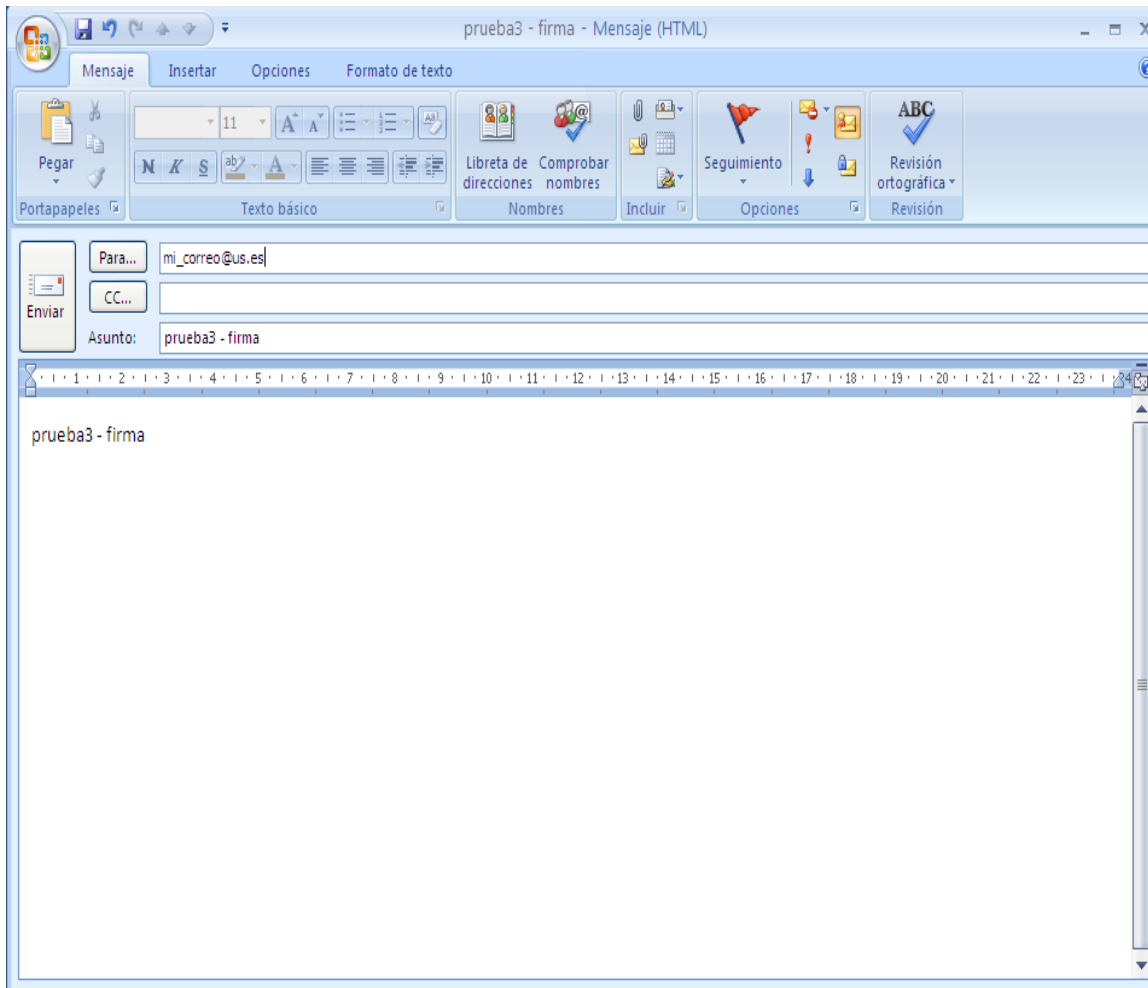 prueba3 - firma - Mensaje (HTML)
Mensaje Insertar Opciones Formato de texto
Pegar
11
N K S
Libreta de direcciones
Comprobar nombres
Seguimiento
ABC
Revisión ortográfica
Portapapeles Texto básico Nombres Incluir Opciones Revisión
Enviar
Para... mi_correo@us.es
CC...
Asunto: prueba3 - firma
1 2 3 4 5 6 7 8 9 10 11 12 13 14 15 16 17 18 19 20 21 22 23 24
prueba3 - firma